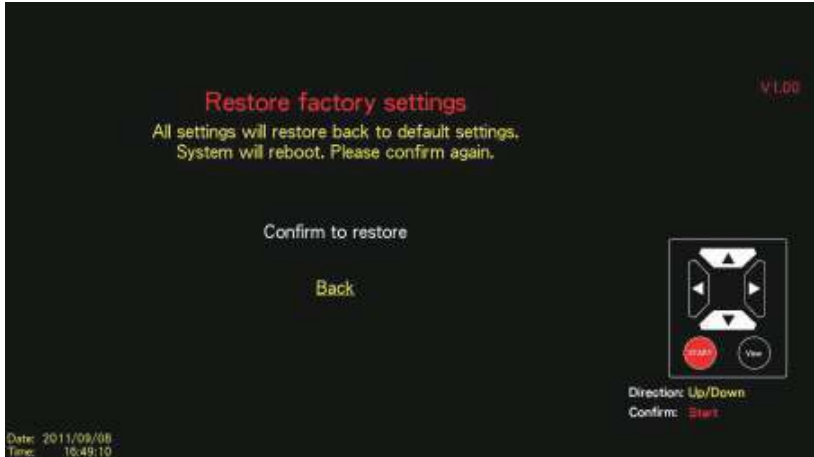 V1.00
Restore factory settings
All settings will restore back to default settings.
System will reboot. Please confirm again.
Confirm to restore
Back
START
View
Direction: Up/Down
Confirm: Start
Date: 2011/09/08
Time: 16:49:10